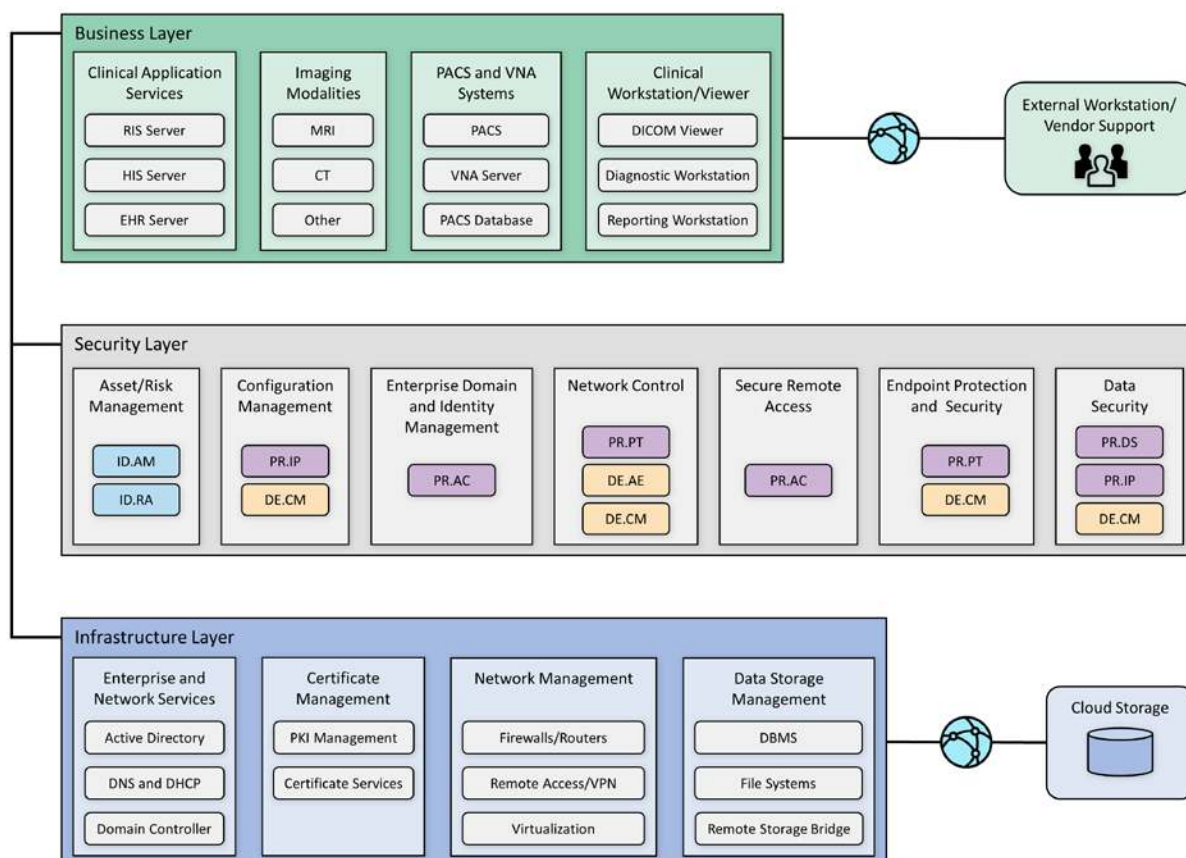 Business Layer
Clinical Application
Services
RIS Server
HIS Server
EHR Server
Imaging
Modalities
MRI
CT
Other
PACS and VNA
Systems
PACS
VNA Server
PACS Database
Clinical
Workstation/Viewer
DICOM Viewer
Diagnostic Workstation
Reporting Workstation
External Workstation/
Vendor Support
Security Layer
Asset/Risk
Management
ID.AM
ID.RA
Configuration
Management
PR.IP
DE.CM
Enterprise Domain
and Identity
Management
PR.AC
Network Control
PR.PT
DE.AE
DE.CM
Secure Remote
Access
PR.AC
Endpoint Protection
and Security
PR.PT
DE.CM
Data
Security
PR.DS
PR.IP
DE.CM
Infrastructure Layer
Enterprise and
Network Services
Active Directory
DNS and DHCP
Domain Controller
Certificate
Management
PKI Management
Certificate Services
Network Management
Firewalls/Routers
Remote Access/VPN
Virtualization
Data Storage
Management
DBMS
File Systems
Remote Storage Bridge
Cloud Storage